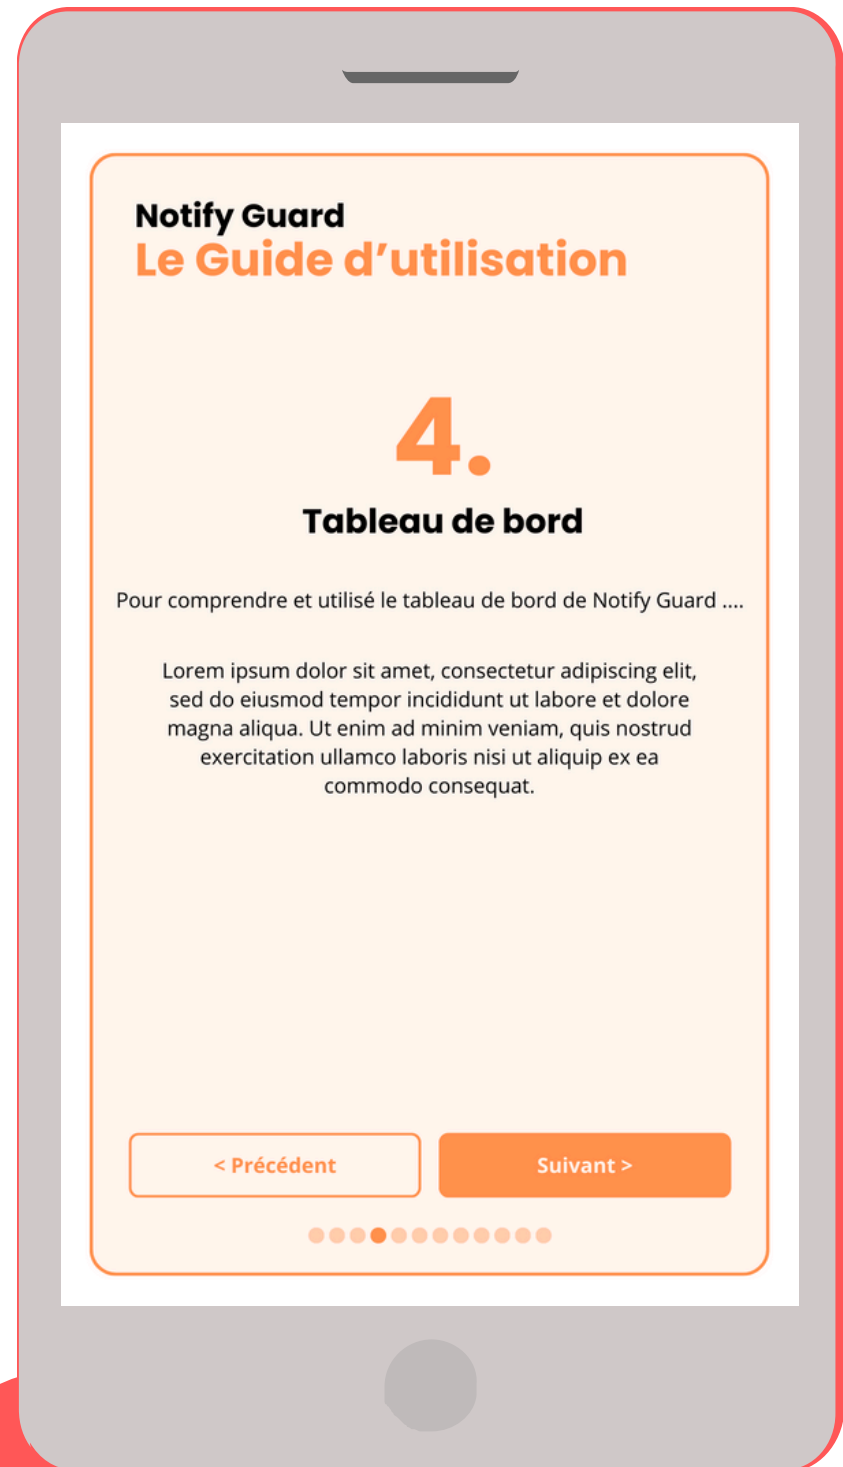 Notify Guard
Le Guide d’utilisation
4.
Tableau de bord
Pour comprendre et utilisé le tableau de bord de Notify Guard ....
Lorem ipsum dolor sit amet, consectetur adipiscing elit,
sed do eiusmod tempor incididunt ut labore et dolore
magna aliqua. Ut enim ad minim veniam, quis nostrud
exercitation ullamco laboris nisi ut aliquip ex ea
commodo consequat.
< Précédent
Suivant >